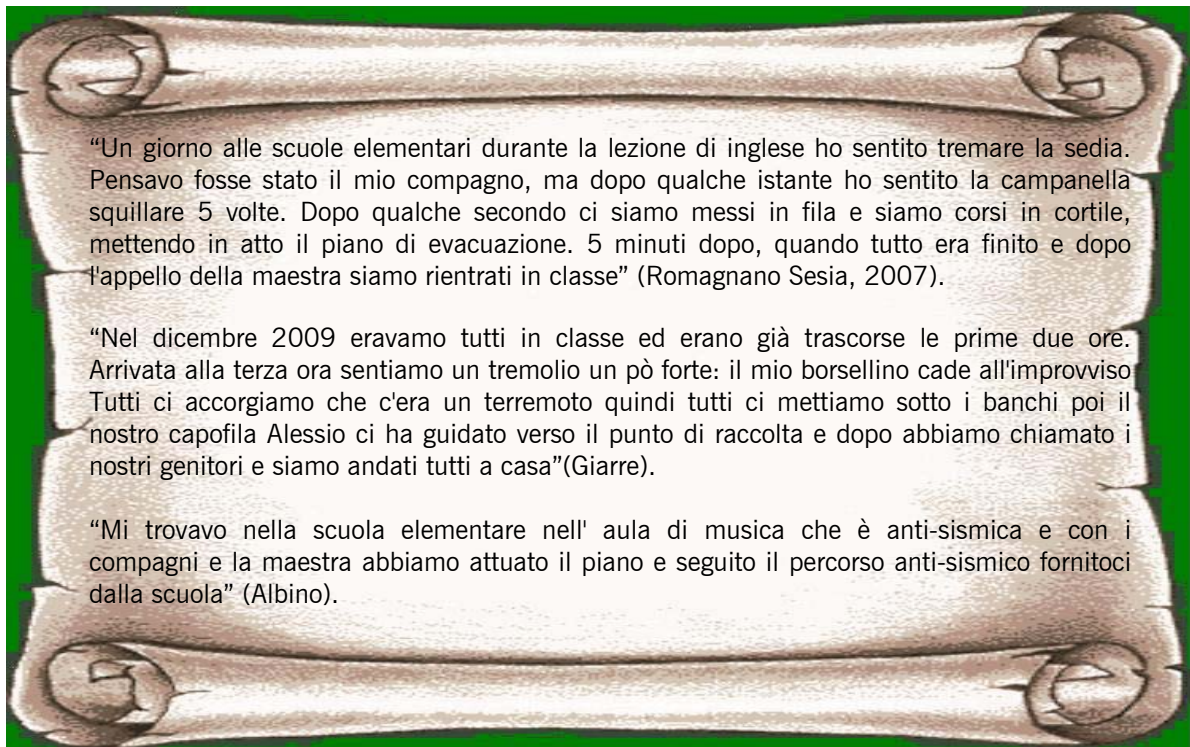 “Un giorno alle scuole elementari durante la lezione di inglese ho sentito tremare la sedia.
Pensavo fosse stato il mio compagno, ma dopo qualche istante ho sentito la campanella
squillare 5 volte. Dopo qualche secondo ci siamo messi in fila e siamo corsi in cortile,
mettendo in atto il piano di evacuazione. 5 minuti dopo, quando tutto era finito e dopo
l'appello della maestra siamo rientrati in classe” (Romagnano Sesia, 2007).
“Nel dicembre 2009 eravamo tutti in classe ed erano già trascorse le prime due ore.
Arrivata alla terza ora sentiamo un tremolio un pò forte: il mio borsellino cade all'improvviso
Tutti ci accorgiamo che c'era un terremoto quindi tutti ci mettiamo sotto i banchi poi il
nostro capofila Alessio ci ha guidato verso il punto di raccolta e dopo abbiamo chiamato i
nostri genitori e siamo andati tutti a casa”(Giarre).
“Mi trovavo nella scuola elementare nell' aula di musica che è anti-sismica e con i
compagni e la maestra abbiamo attuato il piano e seguito il percorso anti-sismico fornitoci
dalla scuola” (Albino).